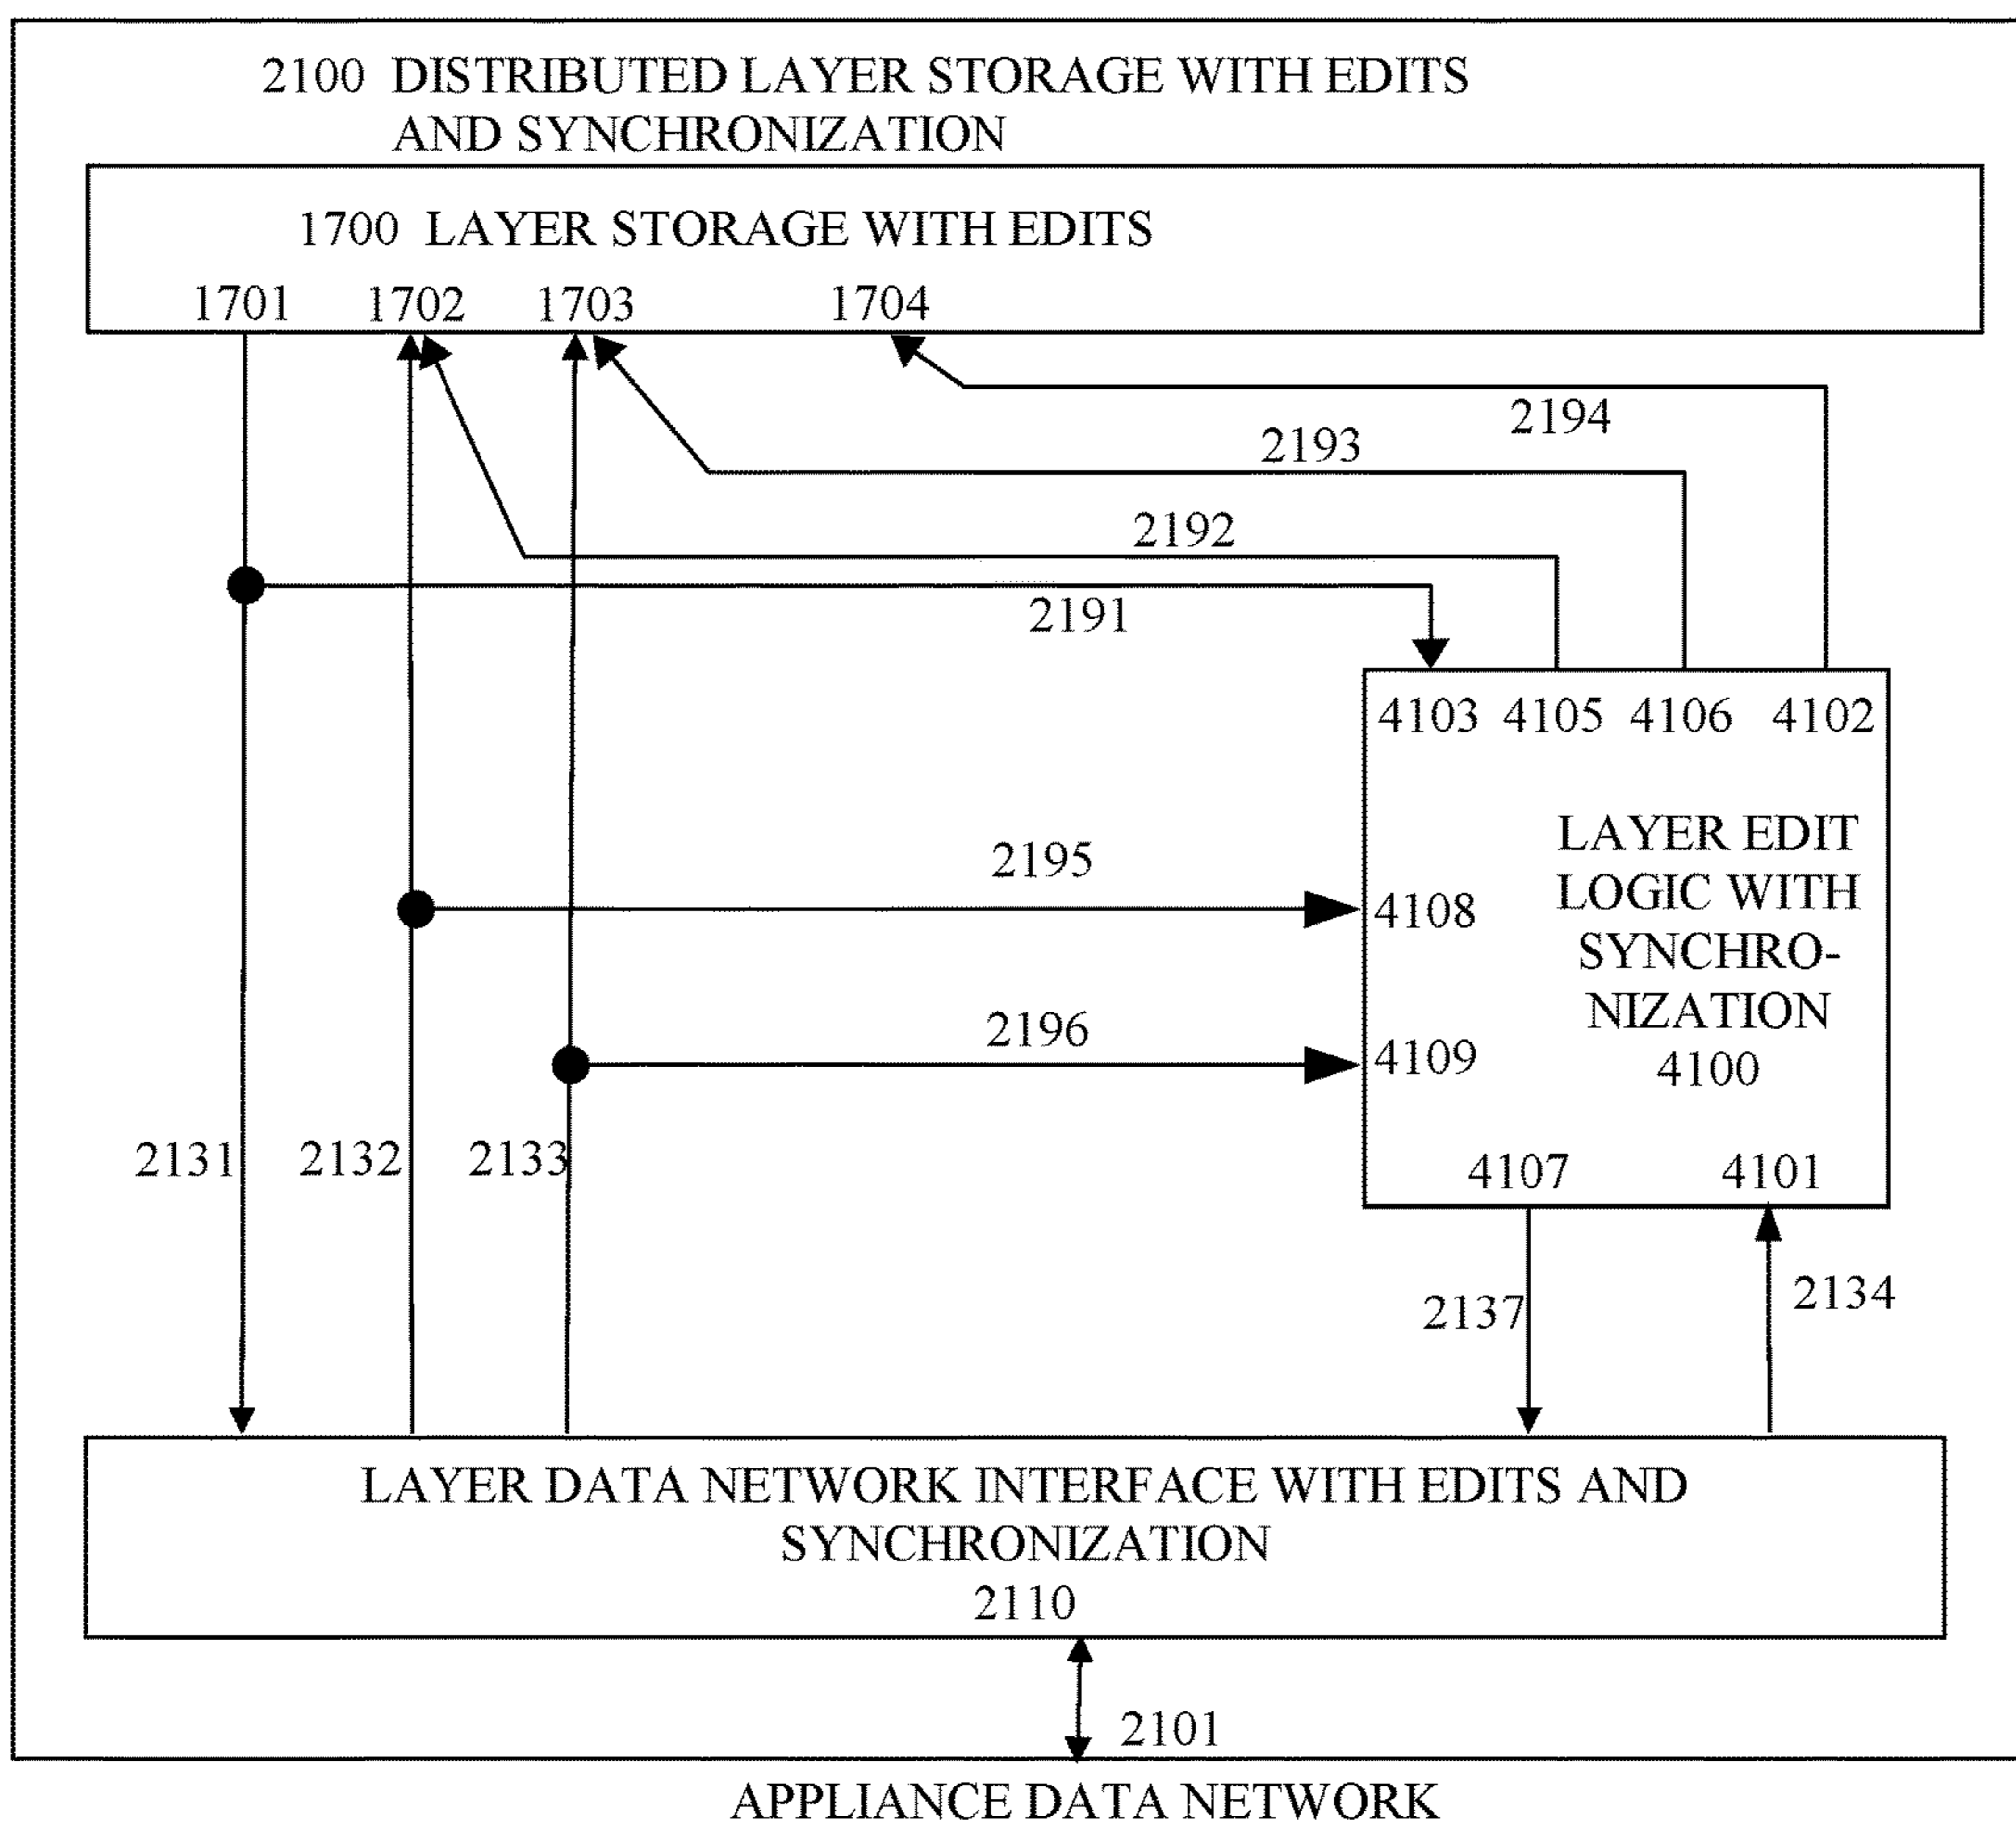 2100 DISTRIBUTED LAYER STORAGE WITH EDITS
AND SYNCHRONIZATION
1700 LAYER STORAGE WITH EDITS
1701 1702 1703 1704
2194
2193
2192
2191
4103 4105 4106 4102
LAYER EDIT
LOGIC WITH
SYNCHRO-
NIZATION
4100
2195
4108
2196
4109
2131 2132 2133
4107 4101
2137
2134
LAYER DATA NETWORK INTERFACE WITH EDITS AND
SYNCHRONIZATION
2110
2101
APPLIANCE DATA NETWORK